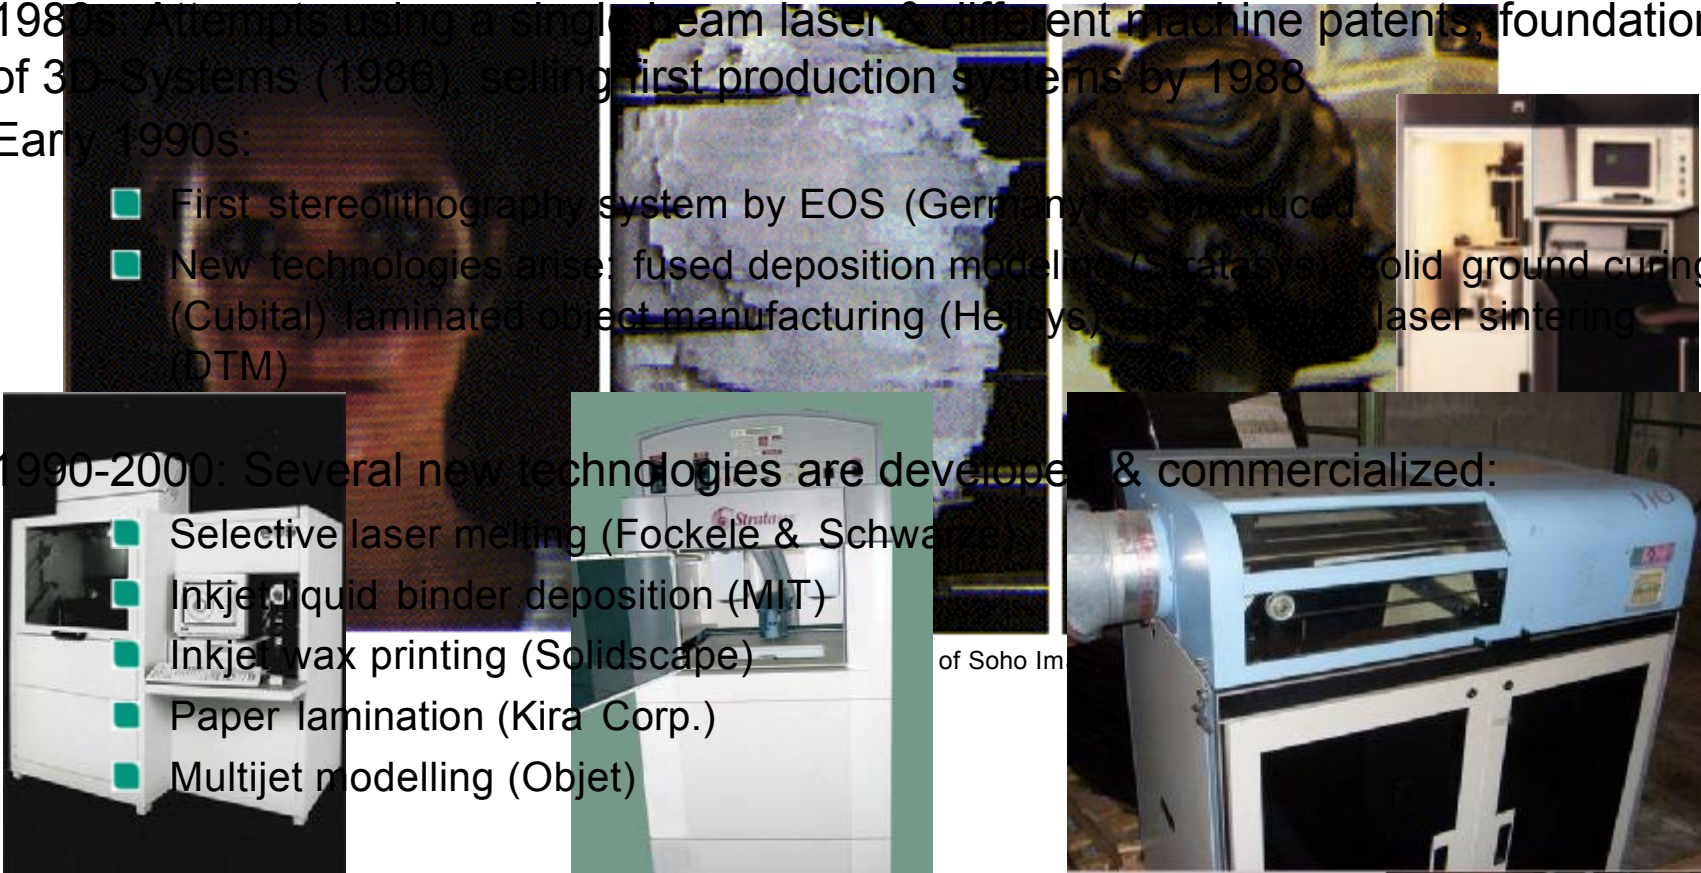 1980s: Attempts using a single beam laser & different machine patents, foundation
of 3D-Systems (1986), selling first production systems by 1988
Early 1990s:
First stereolithography system by EOS (Germany) is introduced
New technologies arise: fused deposition modeling (Stratasys), solid ground curing
(Cubital) laminated object manufacturing (Helisys) laser sintering
(DTM)
1990-2000: Several new technologies are developed & commercialized:
Stratasys
Selective laser melting (Fockele & Schwarze)
Inkjet liquid binder deposition (MIT)
Inkjet wax printing (Solidscape)
of Soho
Paper lamination (Kira Corp.)
Multijet modelling (Objet)